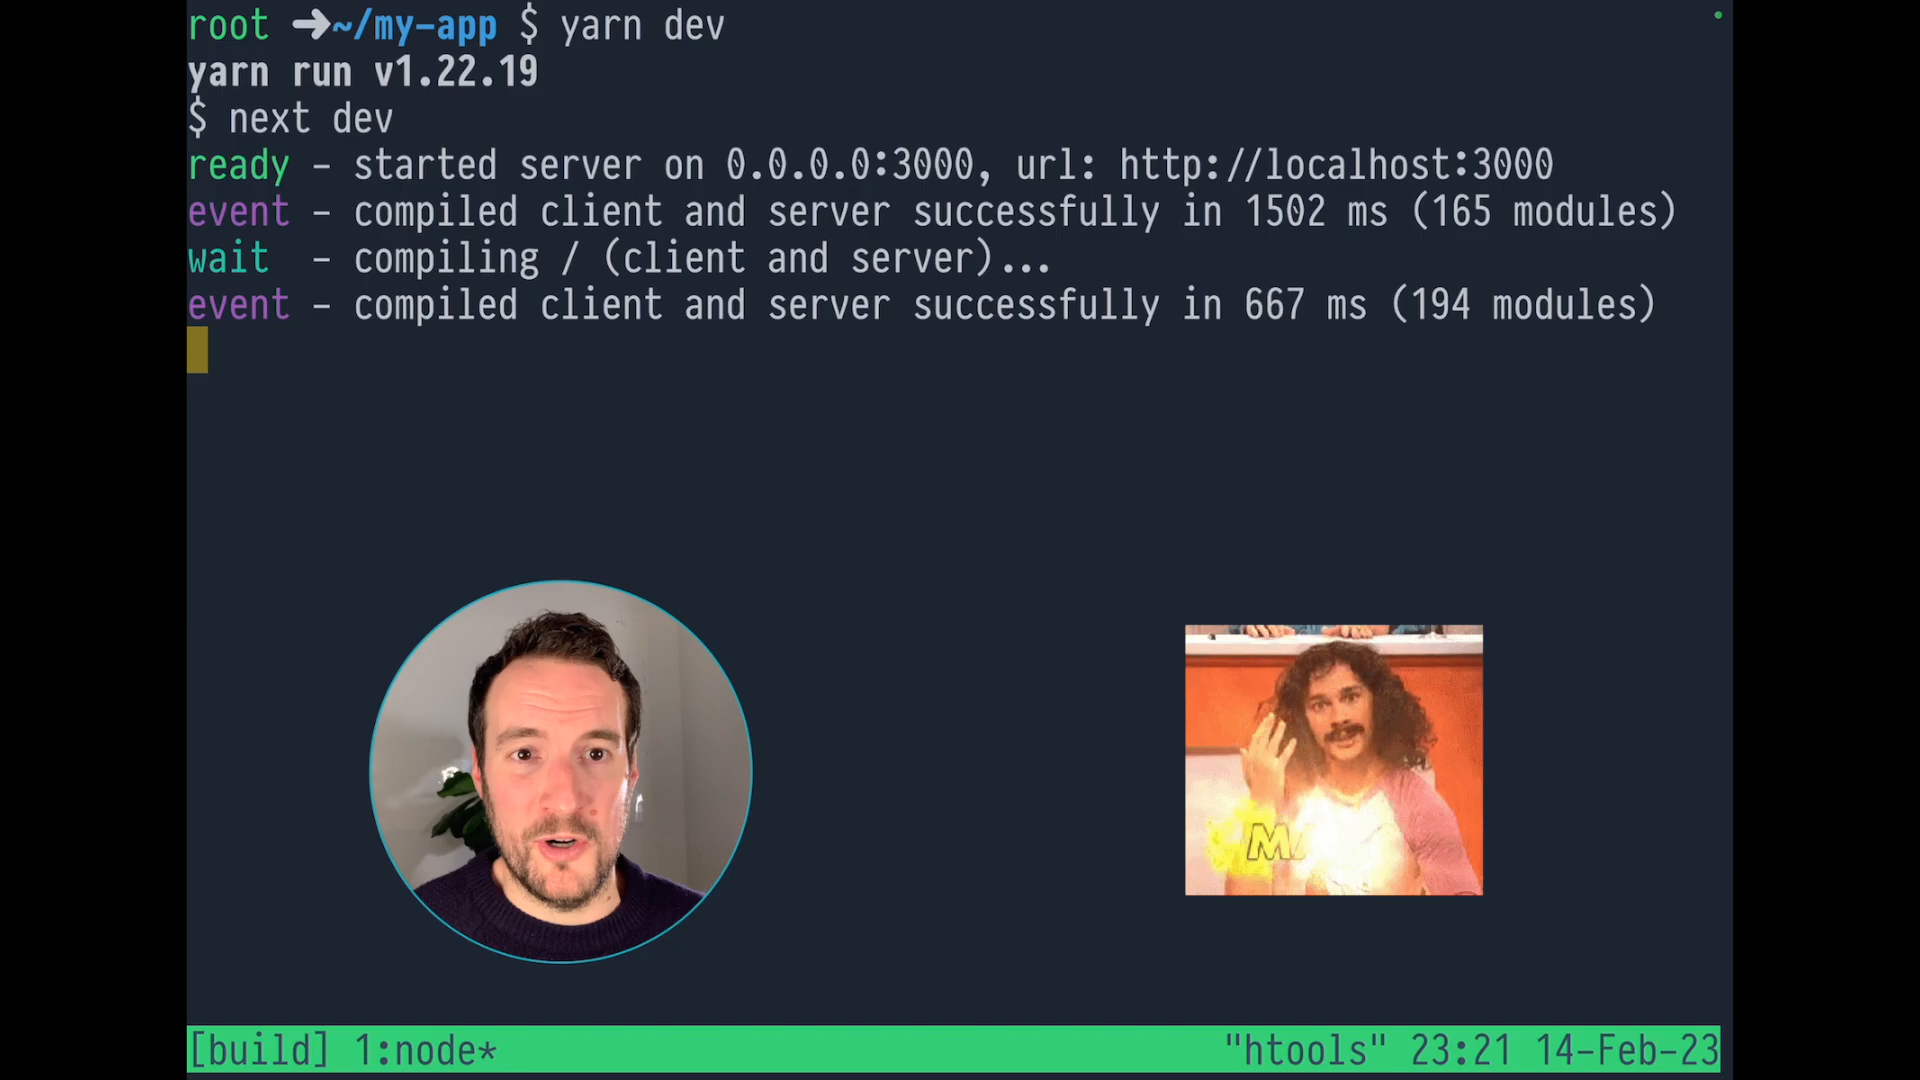 root ➜~/my-app $ yarn dev
yarn run v1.22.19
$ next dev
ready - started server on 0.0.0.0:3000, url: http://localhost:3000
event - compiled client and server successfully in 1502 ms (165 modules)
wait  - compiling / (client and server)...
event - compiled client and server successfully in 667 ms (194 modules)
[build] 1:node* "htools" 23:21 14-Feb-23